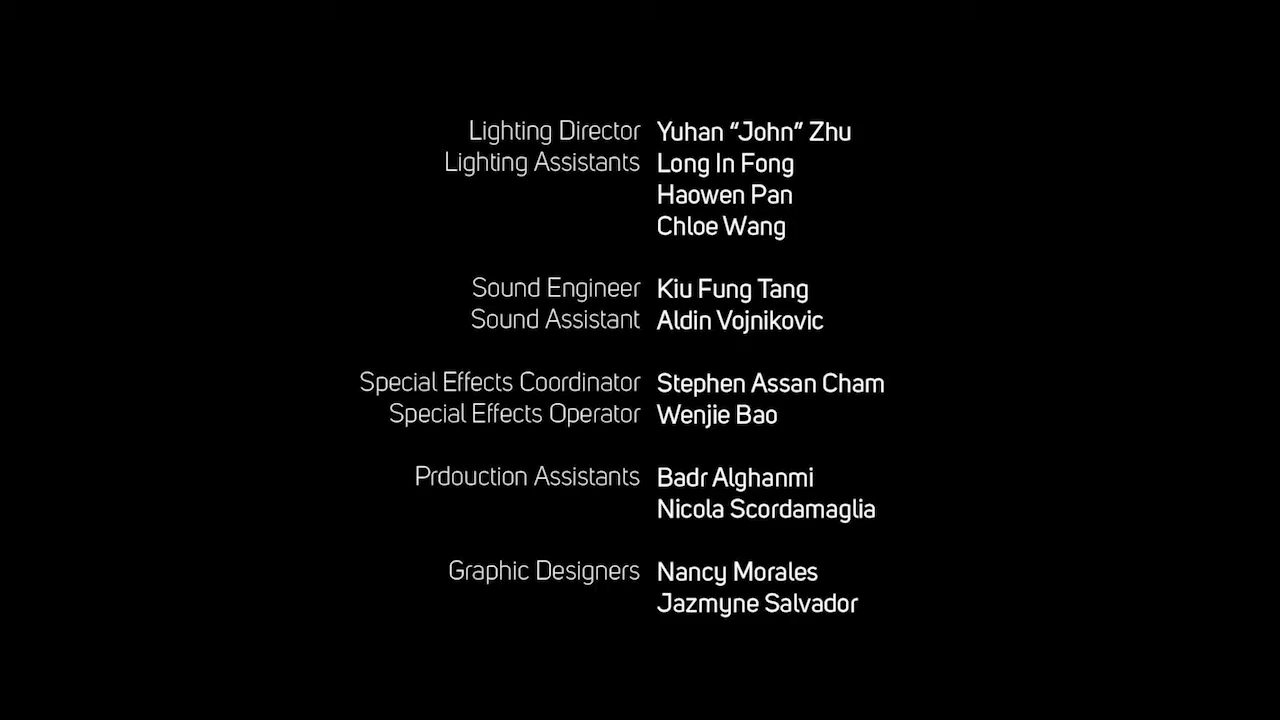 Lighting Director Yuhan “John” Zhu
Lighting Assistants Long In Fong
Haowen Pan
Chloe Wang
Sound Engineer Kiu Fung Tang
Sound Assistant Aldin Vojnikovic
Special Effects Coordinator Stephen Assan Cham
Special Effects Operator Wenjie Bao
Prdouction Assistants Badr Alghanmi
Nicola Scordamaglia
Graphic Designers Nancy Morales
Jazmyne Salvador